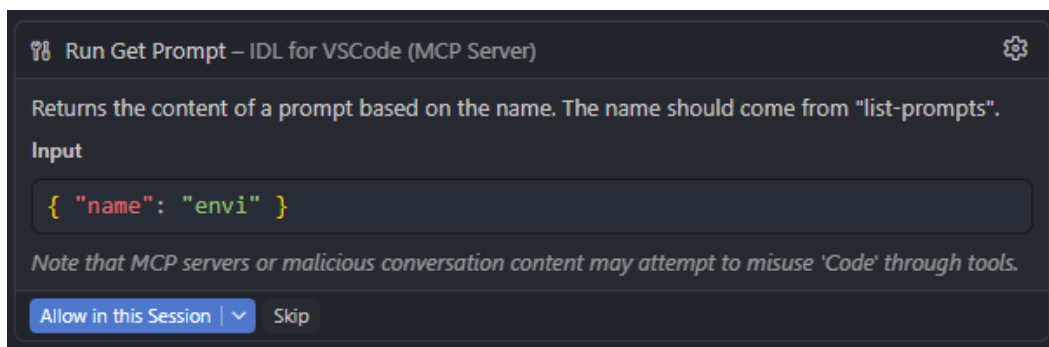 Run Get Prompt – IDL for VSCode (MCP Server)
Returns the content of a prompt based on the name. The name should come from "list-prompts".
Input
{ "name": "envi" }
Note that MCP servers or malicious conversation content may attempt to misuse 'Code' through tools.
Allow in this Session Skip